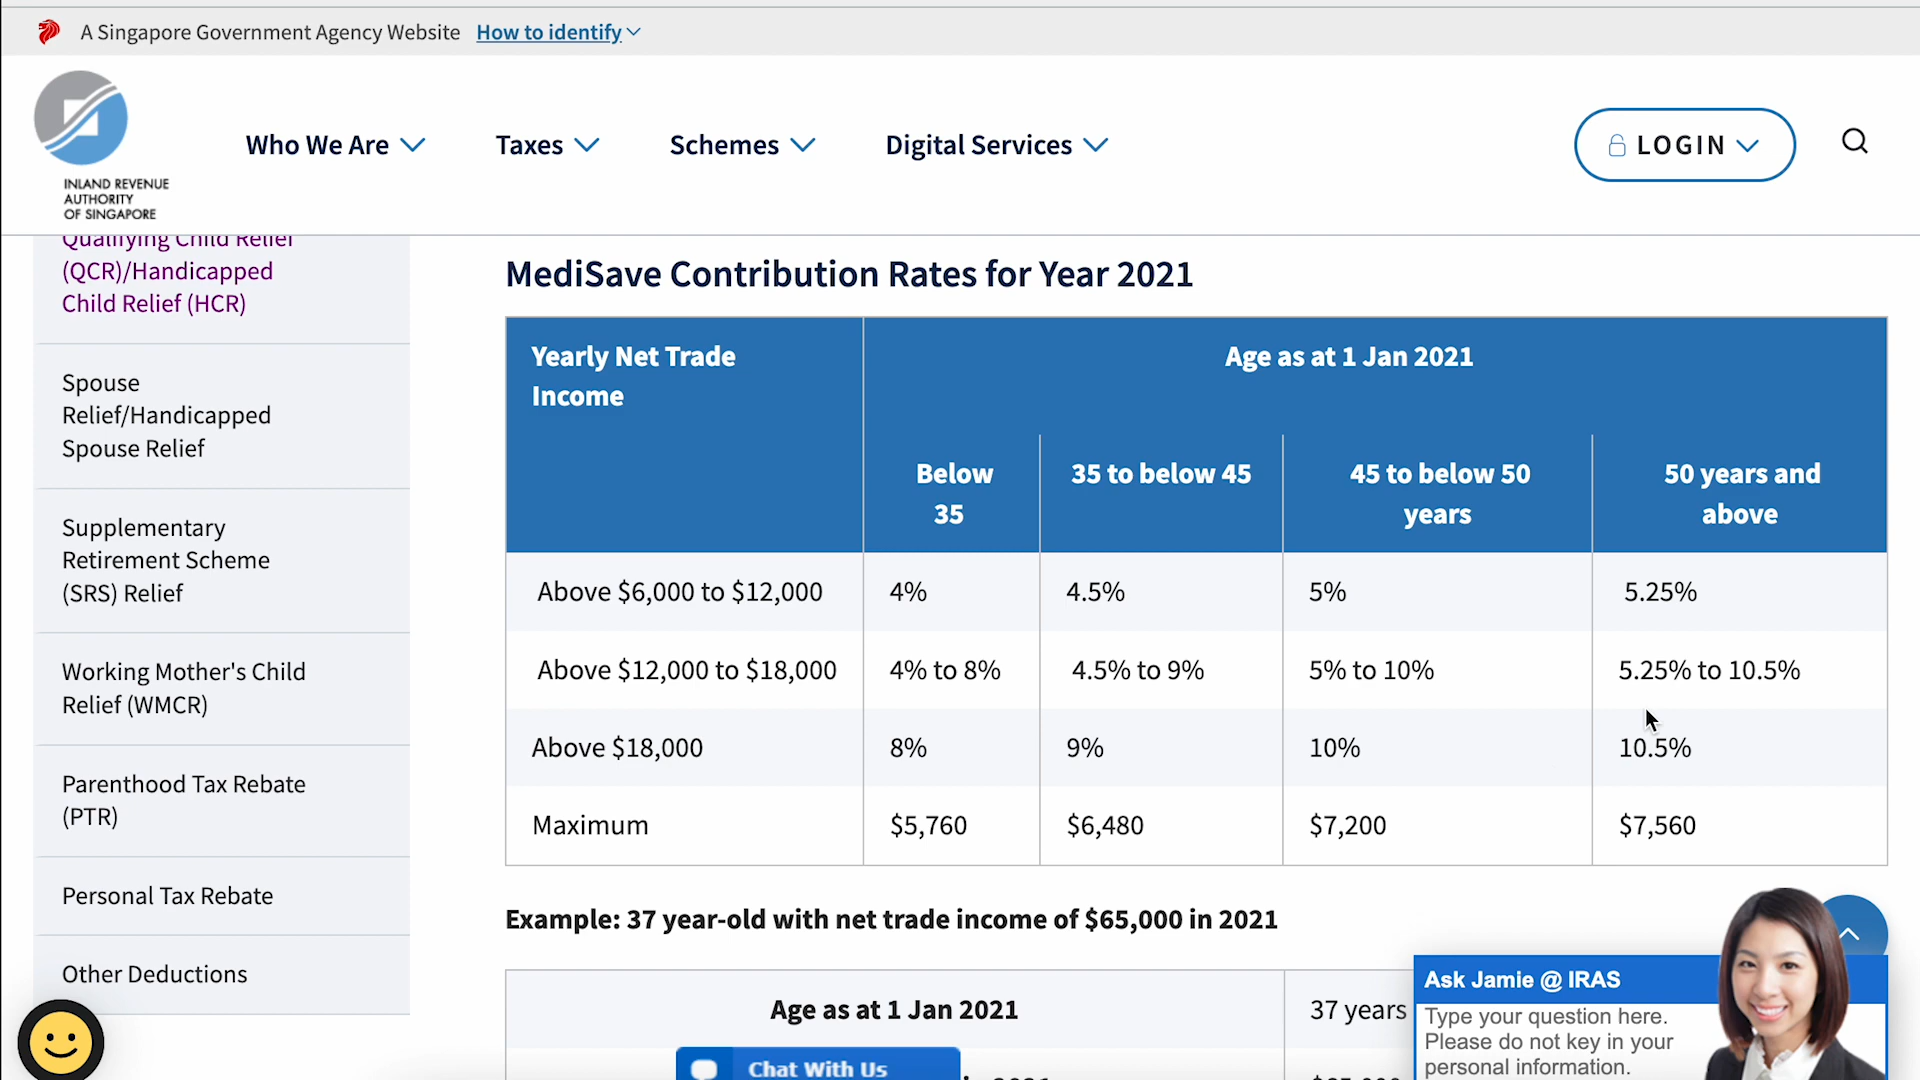 A Singapore Government Agency Website How to identify
INLAND REVENUE
AUTHORITY
OF SINGAPORE
Who We Are
Taxes
Schemes
Digital Services
LOGIN
Qualifying Child Relief
(QCR)/Handicapped
Child Relief (HCR)
Spouse
Relief/Handicapped
Spouse Relief
Supplementary
Retirement Scheme
(SRS) Relief
Working Mother's Child
Relief (WMCR)
Parenthood Tax Rebate
(PTR)
Personal Tax Rebate
Other Deductions
MediSave Contribution Rates for Year 2021
Yearly Net Trade
Income
Age as at 1 Jan 2021
Below
35
35 to below 45
45 to below 50
years
50 years and
above
Above $6,000 to $12,000 4% 4.5% 5% 5.25%
Above $12,000 to $18,000 4% to 8% 4.5% to 9% 5% to 10% 5.25% to 10.5%
Above $18,000 8% 9% 10% 10.5%
Maximum $5,760 $6,480 $7,200 $7,560
Example: 37 year-old with net trade income of $65,000 in 2021
Age as at 1 Jan 2021 37 years
Chat With Us
Ask Jamie @ IRAS
Type your question here.
Please do not key in your
personal information.